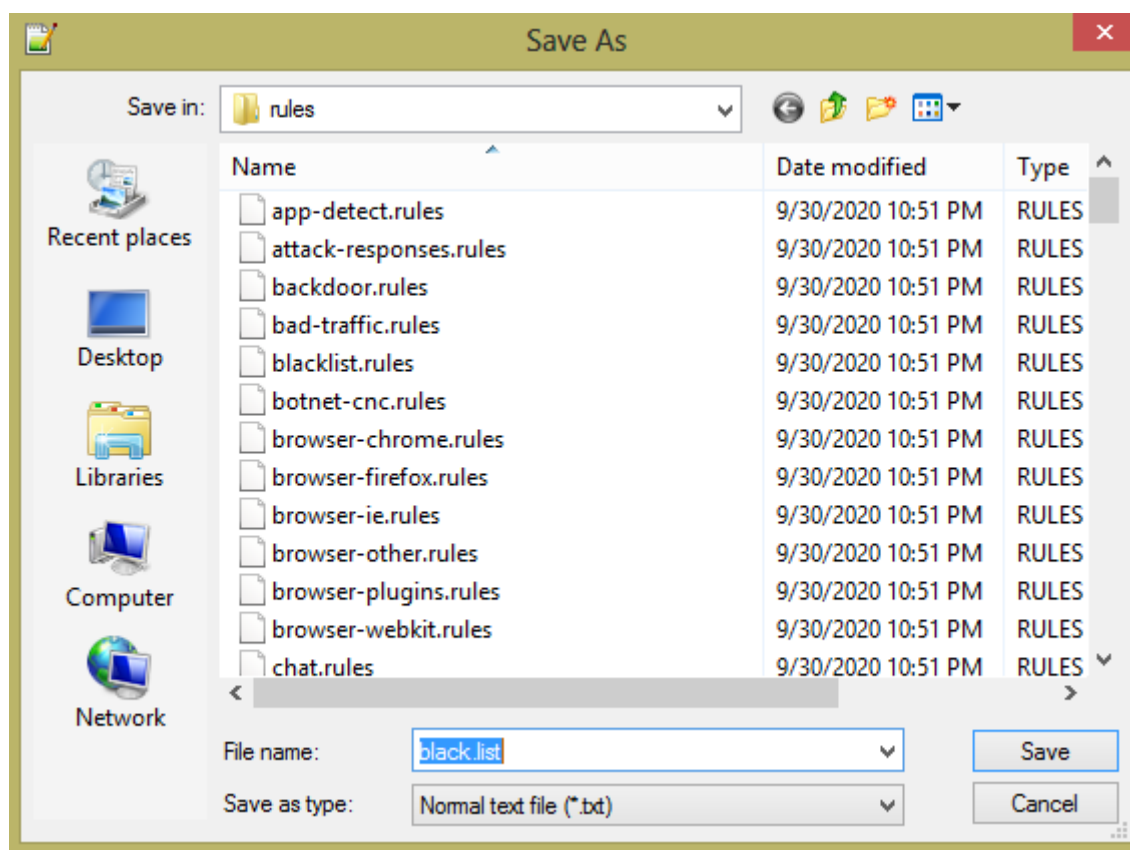 Save As
Save in: rules
Name Date modified Type
app-detect.rules 9/30/2020 10:51 PM RULES
attack-responses.rules 9/30/2020 10:51 PM RULES
backdoor.rules 9/30/2020 10:51 PM RULES
bad-traffic.rules 9/30/2020 10:51 PM RULES
blacklist.rules 9/30/2020 10:51 PM RULES
botnet-cnc.rules 9/30/2020 10:51 PM RULES
browser-chrome.rules 9/30/2020 10:51 PM RULES
browser-firefox.rules 9/30/2020 10:51 PM RULES
browser-ie.rules 9/30/2020 10:51 PM RULES
browser-other.rules 9/30/2020 10:51 PM RULES
browser-plugins.rules 9/30/2020 10:51 PM RULES
browser-webkit.rules 9/30/2020 10:51 PM RULES
chat.rules 9/30/2020 10:51 PM RULES
Recent places
Desktop
Libraries
Computer
Network
File name: black.list Save
Save as type: Normal text file (*.txt) Cancel